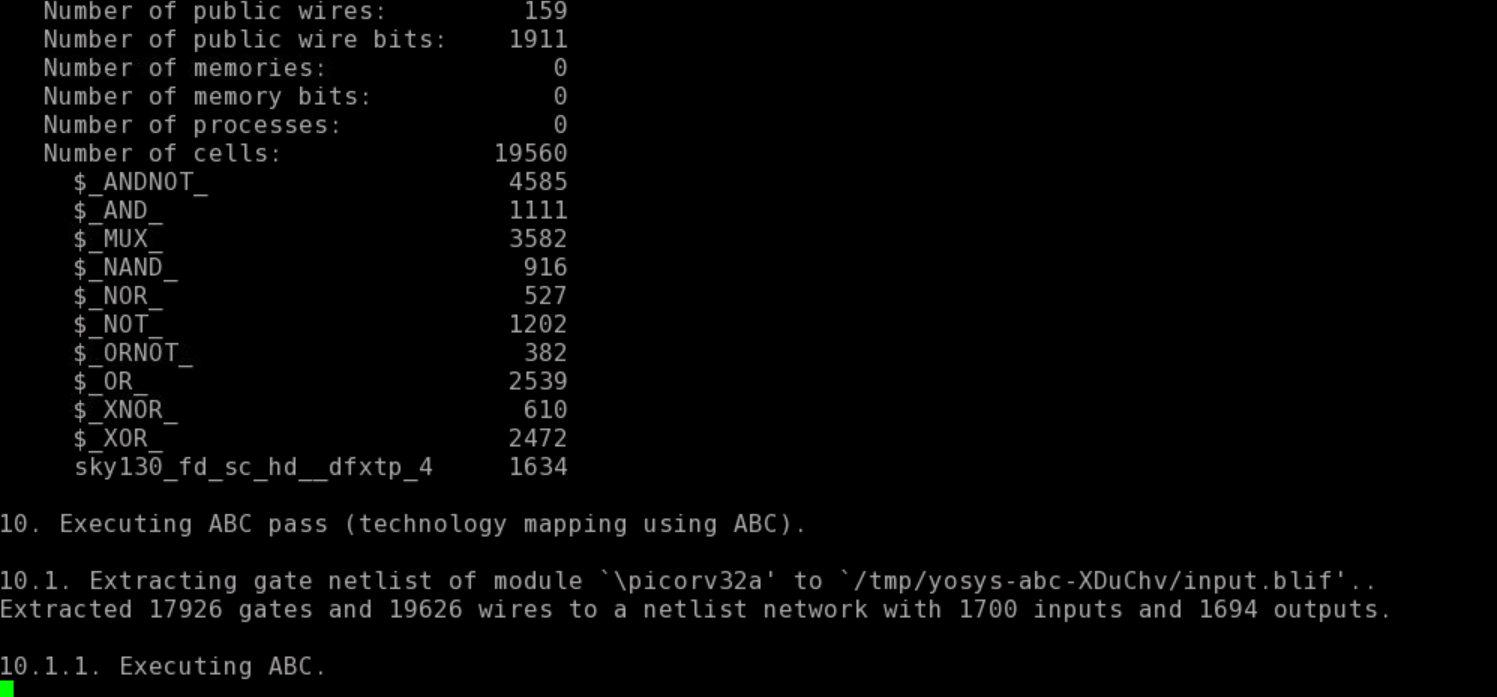 Number of public wires: 159
Number of public wire bits: 1911
Number of memories: 0
Number of memory bits: 0
Number of processes: 0
Number of cells: 19560
$_ANDNOT_ 4585
$_AND_ 1111
$_MUX_ 3582
$_NAND_ 916
$_NOR_ 527
$_NOT_ 1202
$_ORNOT_ 382
$_OR_ 2539
$_XNOR_ 610
$_XOR_ 2472
sky130_fd_sc_hd__dfxtp_4 1634
10. Executing ABC pass (technology mapping using ABC).
10.1. Extracting gate netlist of module `\picorv32a' to `/tmp/yosys-abc-XDuChv/input.blif'..
Extracted 17926 gates and 19626 wires to a netlist network with 1700 inputs and 1694 outputs.
10.1.1. Executing ABC.